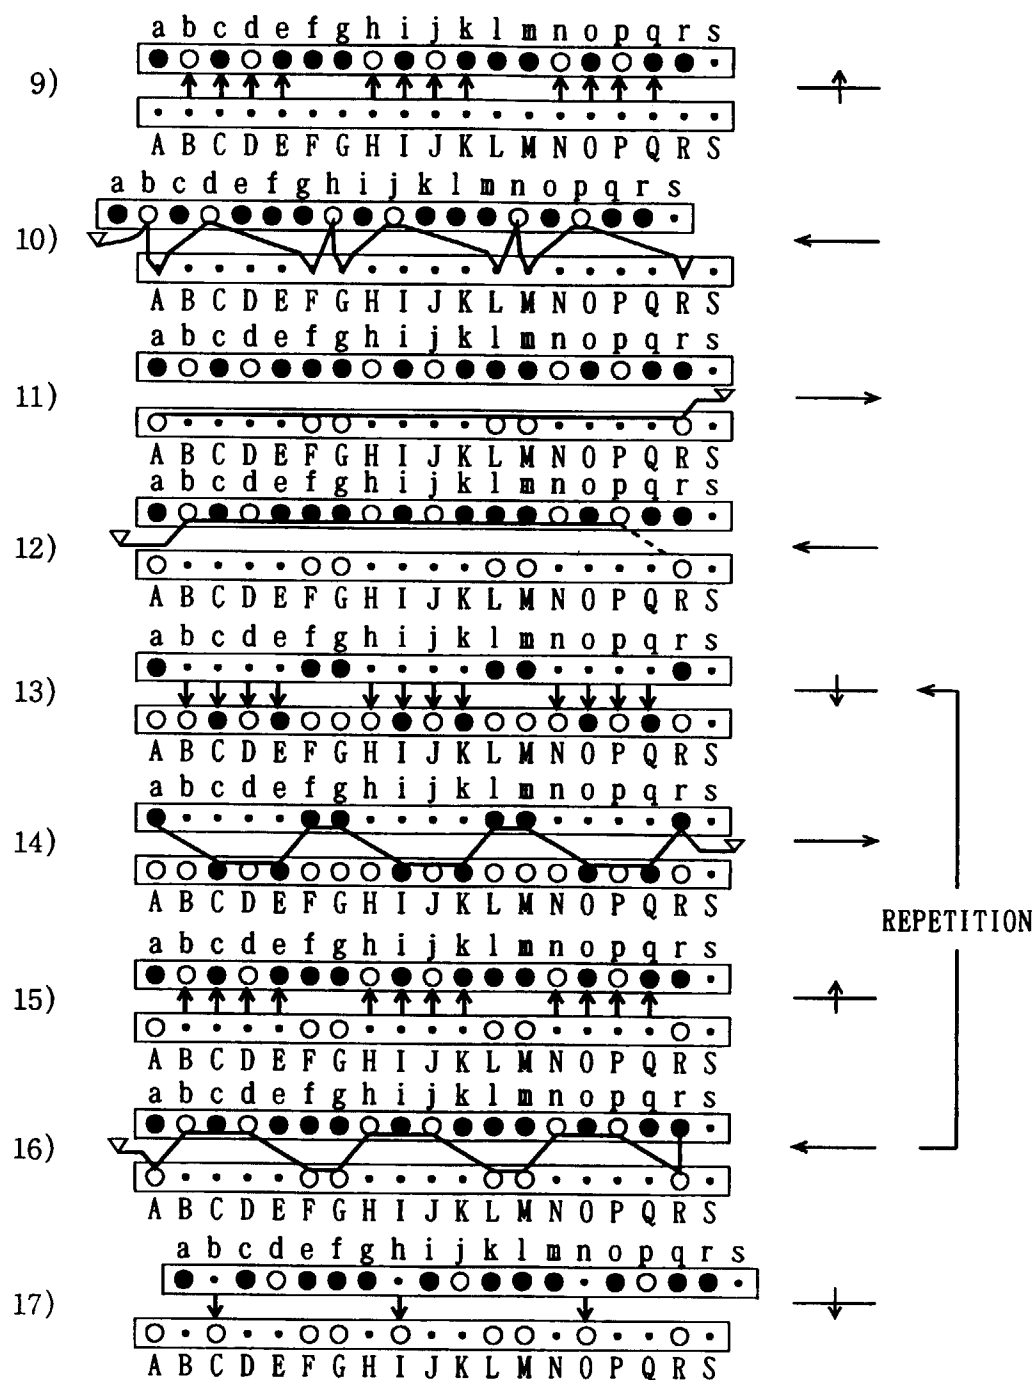 a b c d e f g h i j k l m n o p q r s
9)
A B C D E F G H I J K L M N O P Q R S
a b c d e f g h i j k l m n o p q r s
10)
A B C D E F G H I J K L M N O P Q R S
a b c d e f g h i j k l m n o p q r s
11)
A B C D E F G H I J K L M N O P Q R S
a b c d e f g h i j k l m n o p q r s
12)
A B C D E F G H I J K L M N O P Q R S
a b c d e f g h i j k l m n o p q r s
13)
A B C D E F G H I J K L M N O P Q R S
a b c d e f g h i j k l m n o p q r s
14)
A B C D E F G H I J K L M N O P Q R S
REPETITION
a b c d e f g h i j k l m n o p q r s
15)
A B C D E F G H I J K L M N O P Q R S
a b c d e f g h i j k l m n o p q r s
16)
A B C D E F G H I J K L M N O P Q R S
a b c d e f g h i j k l m n o p q r s
17)
A B C D E F G H I J K L M N O P Q R S